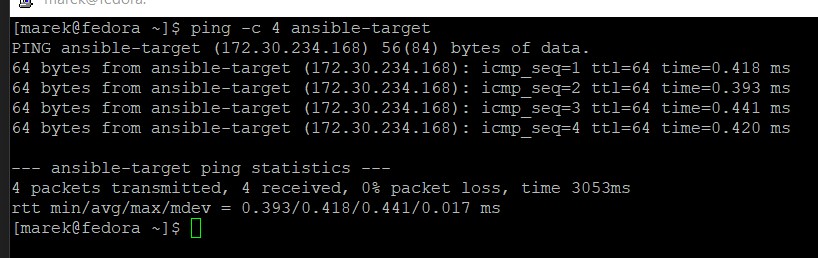 marek@fedora:
[marek@fedora ~]$ ping -c 4 ansible-target
PING ansible-target (172.30.234.168) 56(84) bytes of data.
64 bytes from ansible-target (172.30.234.168): icmp_seq=1 ttl=64 time=0.418 ms
64 bytes from ansible-target (172.30.234.168): icmp_seq=2 ttl=64 time=0.393 ms
64 bytes from ansible-target (172.30.234.168): icmp_seq=3 ttl=64 time=0.441 ms
64 bytes from ansible-target (172.30.234.168): icmp_seq=4 ttl=64 time=0.420 ms

--- ansible-target ping statistics ---
4 packets transmitted, 4 received, 0% packet loss, time 3053ms
rtt min/avg/max/mdev = 0.393/0.418/0.441/0.017 ms
[marek@fedora ~]$